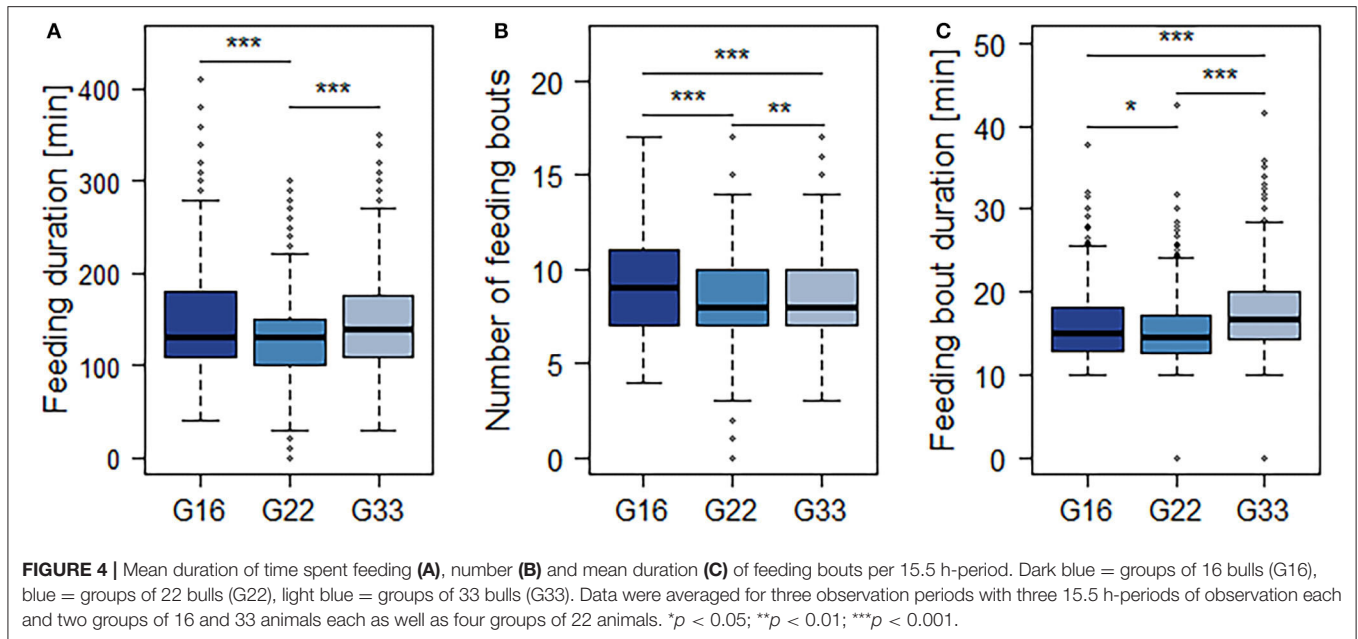 A
***
***
Feeding duration [min]
400
300
200
100
0
G16 G22 G33
B
***
***
**
Number of feeding bouts
20
15
10
5
0
G16 G22 G33
C
***
***
*
Feeding bout duration [min]
50
40
30
20
10
0
G16 G22 G33
FIGURE 4 | Mean duration of time spent feeding (A), number (B) and mean duration (C) of feeding bouts per 15.5 h-period. Dark blue = groups of 16 bulls (G16),
blue = groups of 22 bulls (G22), light blue = groups of 33 bulls (G33). Data were averaged for three observation periods with three 15.5 h-periods of observation each
and two groups of 16 and 33 animals each as well as four groups of 22 animals. *p < 0.05; **p < 0.01; ***p < 0.001.